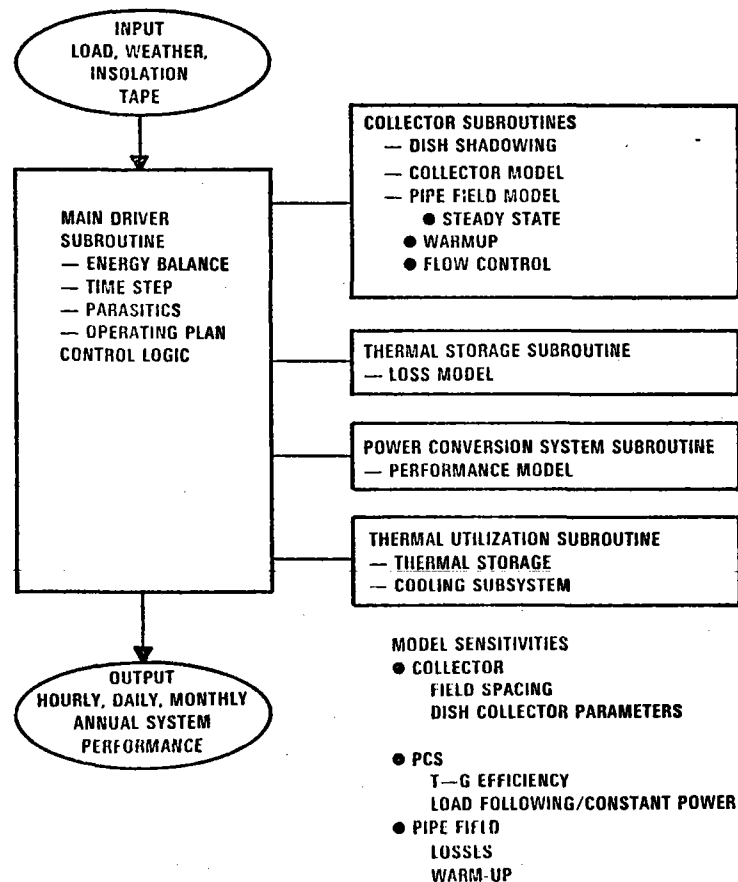 INPUT
LOAD, WEATHER,
INSOLATION
TAPE
MAIN DRIVER
SUBROUTINE
— ENERGY BALANCE
— TIME STEP
— PARASITICS
— OPERATING PLAN
CONTROL LOGIC
OUTPUT
HOURLY, DAILY, MONTHLY
ANNUAL SYSTEM
PERFORMANCE
COLLECTOR SUBROUTINES
— DISH SHADOWING
— COLLECTOR MODEL
— PIPE FIELD MODEL
● STEADY STATE
● WARMUP
● FLOW CONTROL
THERMAL STORAGE SUBROUTINE
— LOSS MODEL
POWER CONVERSION SYSTEM SUBROUTINE
— PERFORMANCE MODEL
THERMAL UTILIZATION SUBROUTINE
— THERMAL STORAGE
— COOLING SUBSYSTEM
MODEL SENSITIVITIES
● COLLECTOR
FIELD SPACING
DISH COLLECTOR PARAMETERS
● PCS
T—G EFFICIENCY
LOAD FOLLOWING/CONSTANT POWER
● PIPE FIELD
LOSSES
WARM-UP